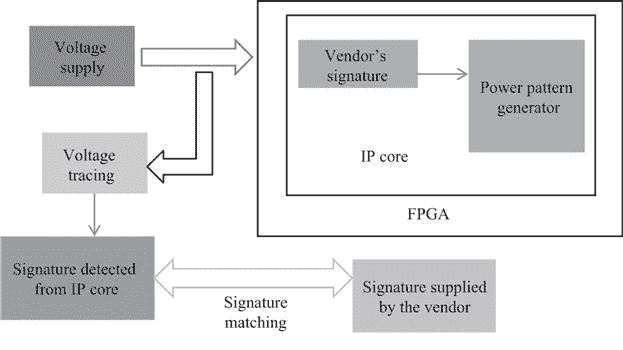 Voltage
supply
Vendor's
signature
Power pattern
generator
IP core
FPGA
Voltage
tracing
Signature detected
from IP core
Signature
matching
Signature supplied
by the vendor